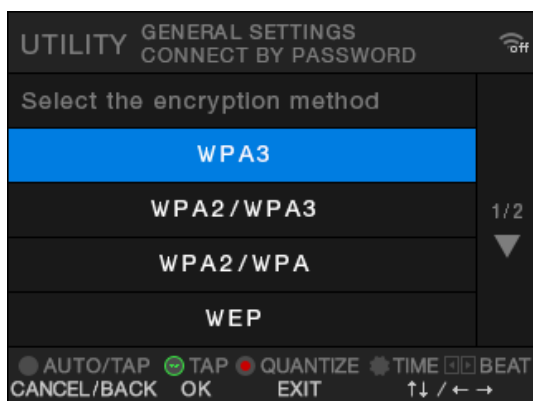 UTILITY
GENERAL SETTINGS
CONNECT BY PASSWORD
off
Select the encryption method
WPA3
WPA2/WPA3
1/2
WPA2/WPA
WEP
AUTO/TAP TAP QUANTIZE TIME BEAT
CANCEL/BACK OK EXIT ↑↓/←→